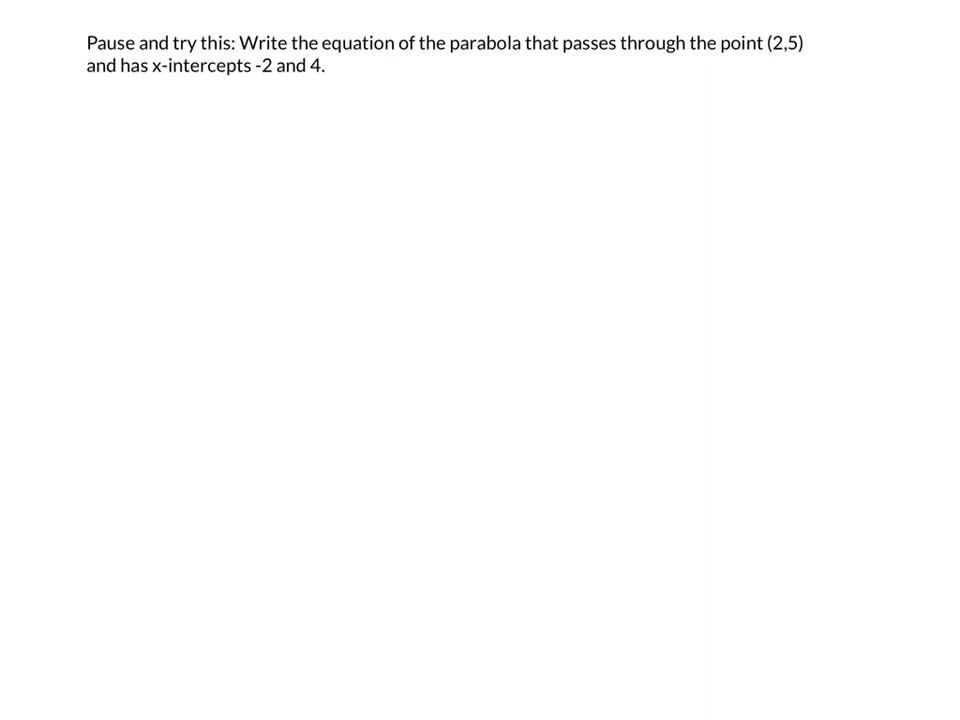 Pause and try this: Write the equation of the parabola that passes through the point (2,5)
and has x-intercepts -2 and 4.